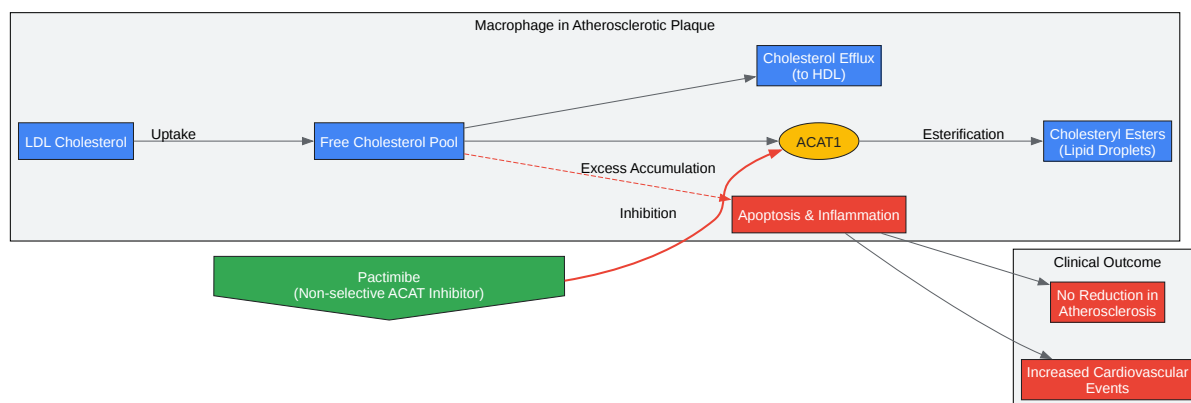 Macrophage in Atherosclerotic Plaque
Cholesterol Efflux
(to HDL)
LDL Cholesterol
Uptake
Free Cholesterol Pool
ACAT1
Esterification
Cholesteryl Esters
(Lipid Droplets)
Excess Accumulation
Inhibition
Apoptosis & Inflammation
Pactimibe
(Non-selective ACAT Inhibitor)
Clinical Outcome
No Reduction in
Atherosclerosis
Increased Cardiovascular
Events